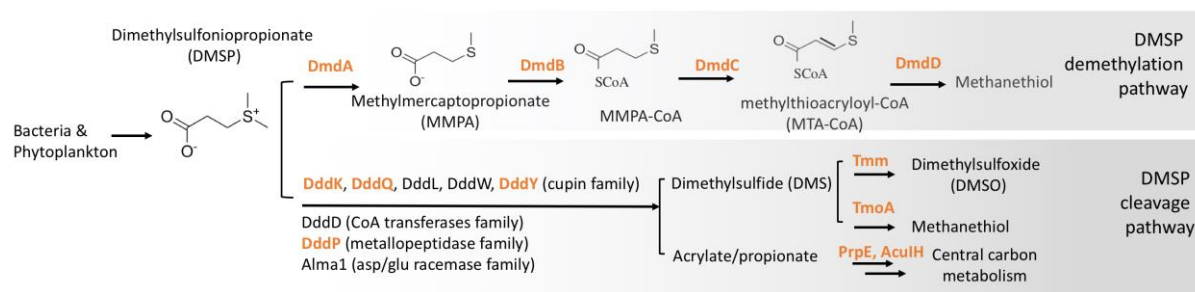 Dimethylsulfoniopropionate
(DMSP)
Bacteria &
Phytoplankton
O
O-
S+
DmdA
O
O-
S
Methylmercaptopropionate
(MMPA)
DmdB
O
S
SCoA
MMPA-CoA
DmdC
O
S
SCoA
methylthioacryloyl-CoA
(MTA-CoA)
DmdD
Methanethiol
DMSP
demethylation
pathway
DddK, DddQ, DddL, DddW, DddY (cupin family)
DddD (CoA transferases family)
DddP (metallopeptidase family)
Alma1 (asp/glu racemase family)
Dimethylsulfide (DMS)
Acrylate/propionate
Tmm
Dimethylsulfoxide
(DMSO)
TmoA
Methanethiol
PrpE, AcuIH
Central carbon
metabolism
DMSP
cleavage
pathway